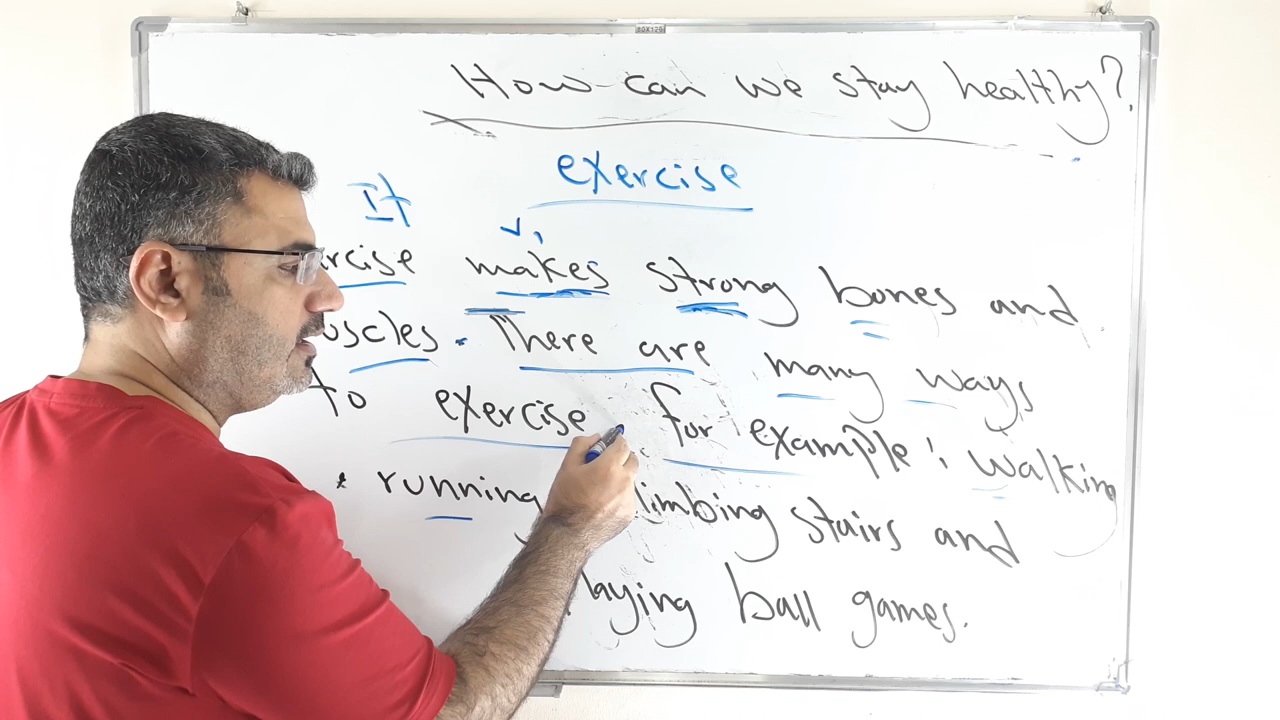 How can we stay healthy?
exercise
It
rcise makes strong bones and
uscles. There are many ways
to exercise for example: walking
running limbing stairs and
laying ball games.